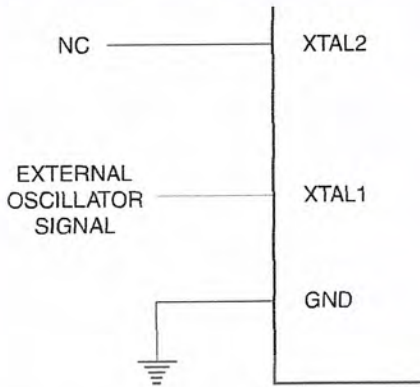 NC
XTAL2
EXTERNAL
OSCILLATOR
SIGNAL
XTAL1
GND